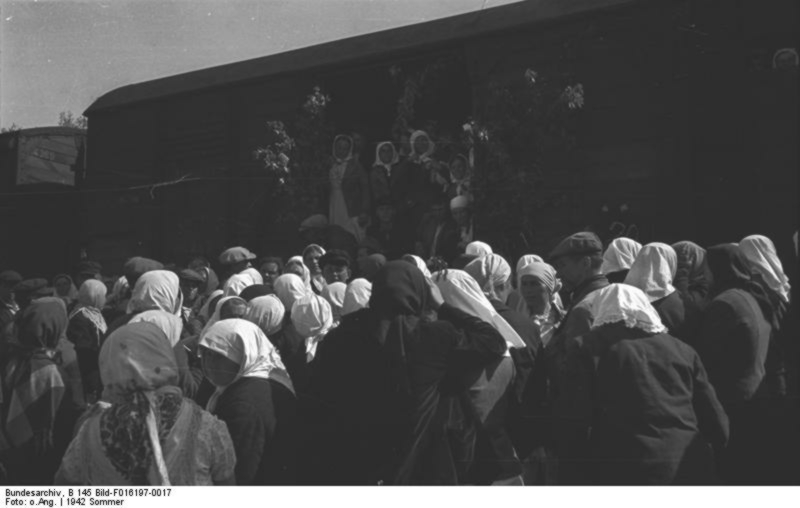 Bundesarchiv, B 145 Bild-F016197-0017
Foto: o.Ang. | 1942 Sommer